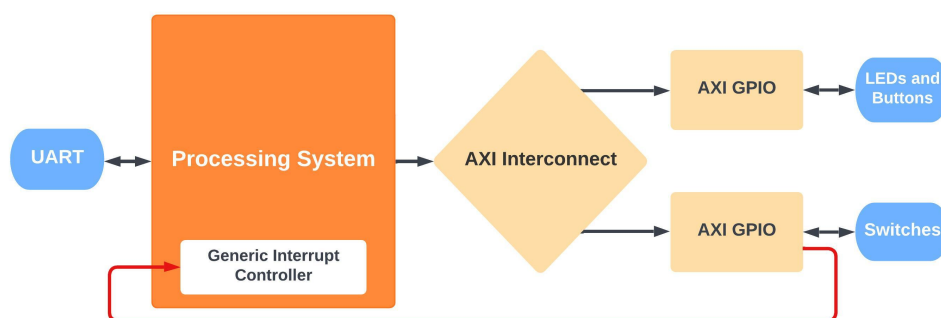 UART
Processing System
Generic Interrupt
Controller
AXI Interconnect
AXI GPIO
LEDs and
Buttons
AXI GPIO
Switches